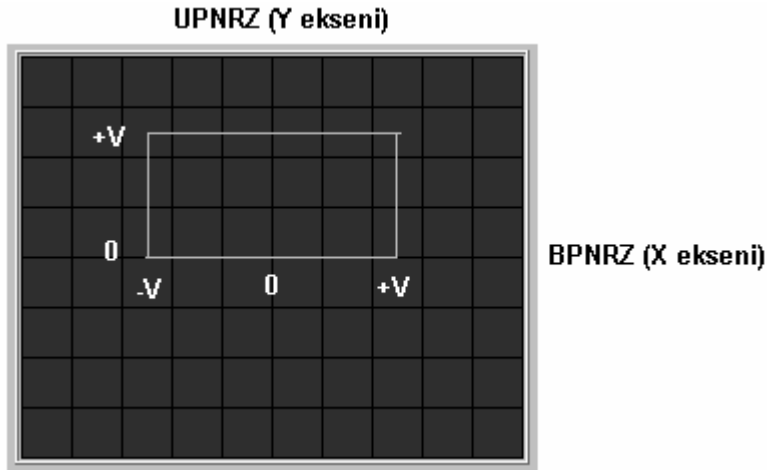 UPNRZ (Y ekseni)
+V
0
BPNRZ (X ekseni)
-V 0 +V